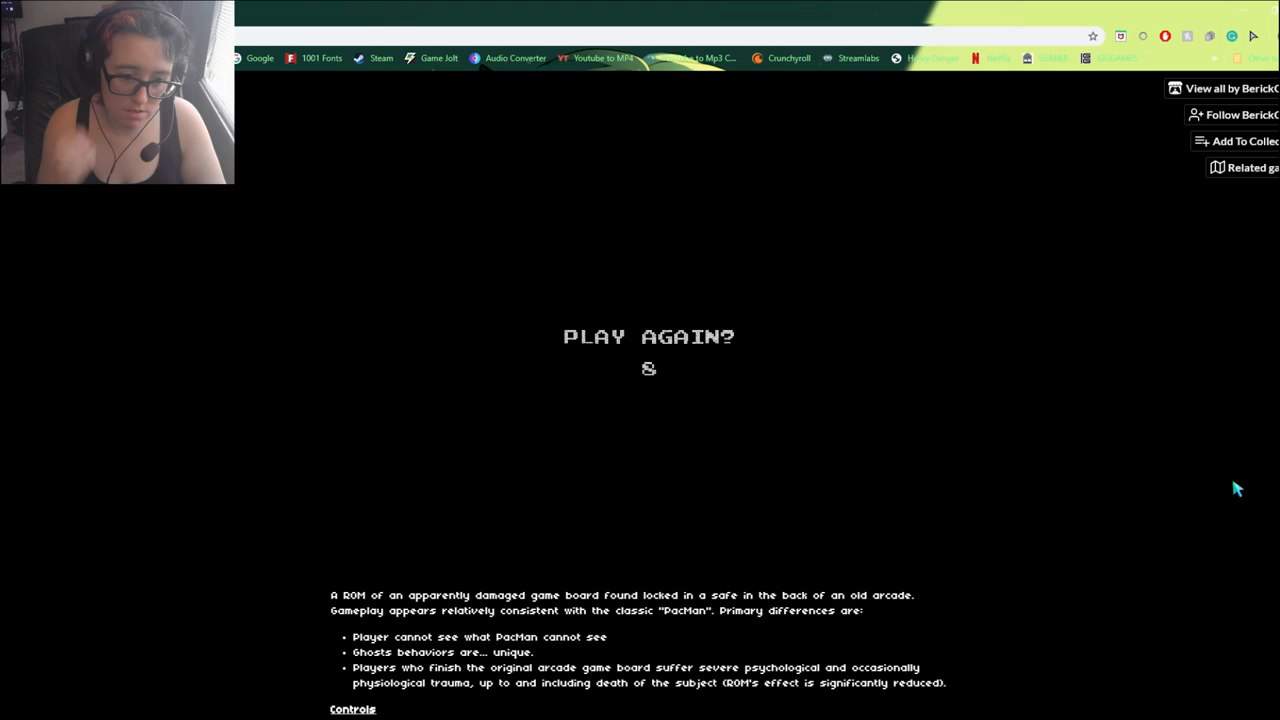 Google 1001 Fonts Steam Game Jolt Audio Converter Youtube to MP4 to Mp3 C... Crunchyroll Streamlabs Danger Netflix
View all by BerickC
Follow BerickC
Add To Collec
Related ga
PLAY AGAIN?
8
A ROM of an apparently damaged game board found locked in a safe in the back of an old arcade.
Gameplay appears relatively consistent with the classic "PacMan". Primary differences are:
• Player cannot see what PacMan cannot see
• Ghosts behaviors are... unique.
• Players who finish the original arcade game board suffer severe psychological and occasionally
physiological trauma, up to and including death of the subject (ROM's effect is significantly reduced).
Controls